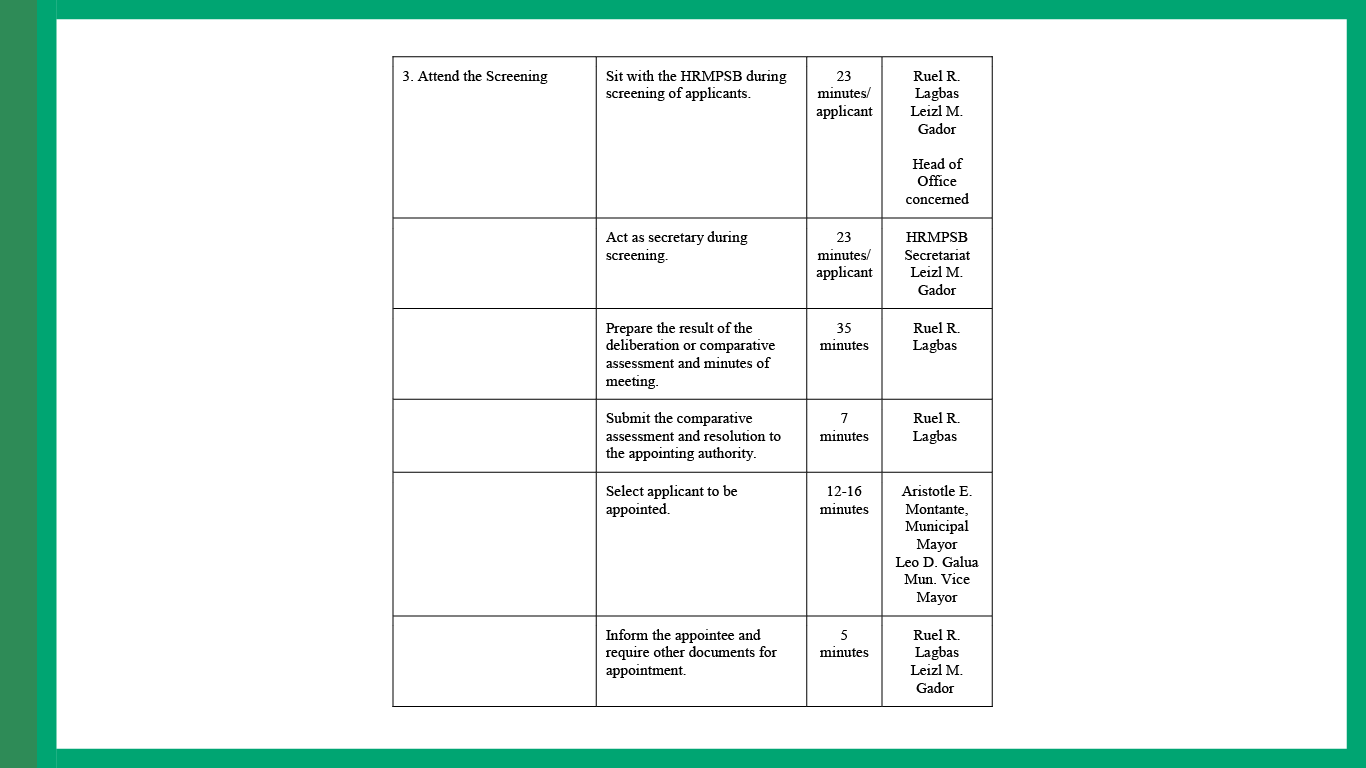 3. Attend the Screening
Sit with the HRMPSB during
screening of applicants.
23
minutes/
applicant
Ruel R.
Lagbas
Leizl M.
Gador
Head of
Office
concerned
Act as secretary during
screening.
23
minutes/
applicant
HRMPSB
Secretariat
Leizl M.
Gador
Prepare the result of the
deliberation or comparative
assessment and minutes of
meeting.
35
minutes
Ruel R.
Lagbas
Submit the comparative
assessment and resolution to
the appointing authority.
7
minutes
Ruel R.
Lagbas
Select applicant to be
appointed.
12-16
minutes
Aristotle E.
Montante,
Municipal
Mayor
Leo D. Galua
Mun. Vice
Mayor
Inform the appointee and
require other documents for
appointment.
5
minutes
Ruel R.
Lagbas
Leizl M.
Gador